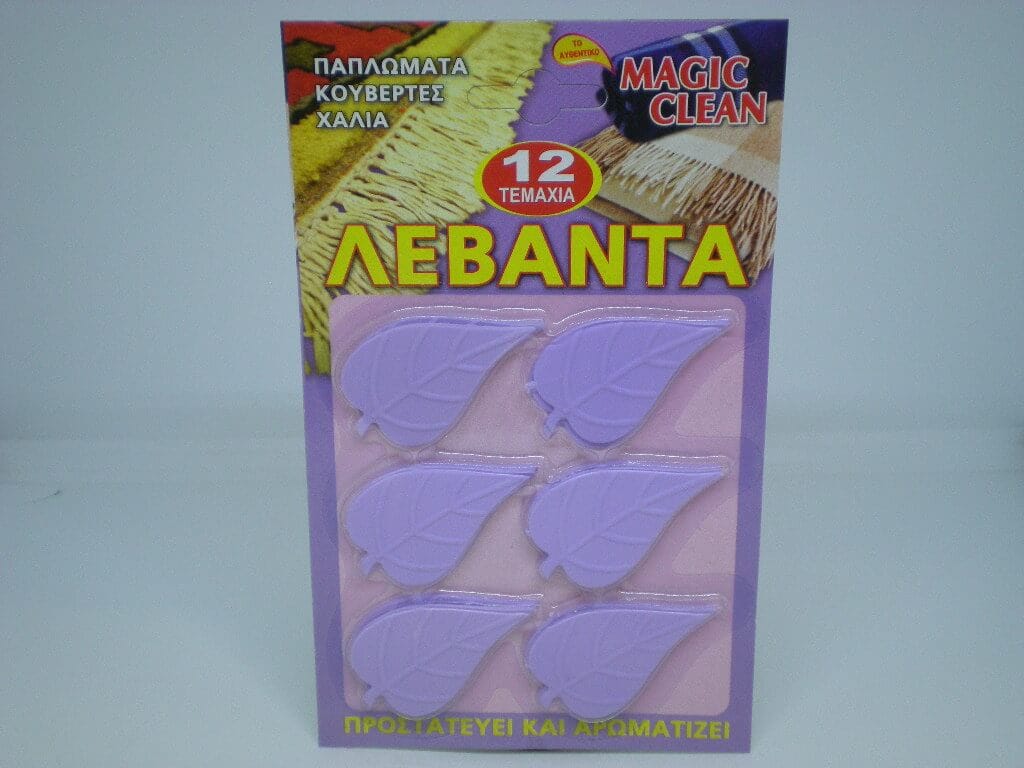 ΠΑΠΛΩΜΑΤΑ
ΚΟΥΒΕΡΤΕΣ
ΧΑΛΙΑ
ΤΟ
ΑΥΘΕΝΤΙΚΟ
MAGIC
CLEAN
12
ΤΕΜΑΧΙΑ
ΛΕΒΑΝΤΑ
ΠΡΟΣΤΑΤΕΥΕΙ ΚΑΙ ΑΡΩΜΑΤΙΖΕΙ